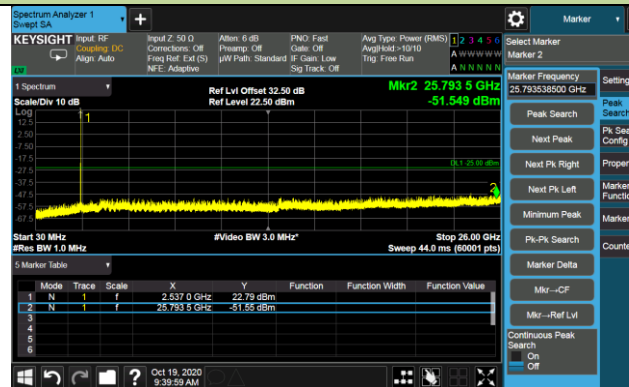 Spectrum Analyzer 1
Swept SA
+
Marker
KEYSIGHT
Input: RF
Coupling: DC
Align: Auto
Input Z: 50 Ω
Corrections: Off
Freq Ref: Ext (S)
NFE: Adaptive
Atten: 6 dB
Preamp: Off
µW Path: Standard
PNO: Fast
Gate: Off
IF Gain: Low
Sig Track: Off
Avg Type: Power (RMS)
Avg|Hold:>10/10
Trig: Free Run
1 2 3 4 5 6
A W W W W W
A N N N N N
Select Marker
Marker 2
Marker Frequency
25.793538500 GHz
Settings
Peak Search
Next Peak
Next Pk Right
Next Pk Left
Minimum Peak
Pk-Pk Search
Marker Delta
Mkr→CF
Mkr→Ref Lvl
Continuous Peak
Search
On
Off
Peak
Search
Pk Sea
Config
Proper
Marker
Functio
Marker
Counte
1 Spectrum
Scale/Div 10 dB
Ref Lvl Offset 32.50 dB
Ref Level 22.50 dBm
Mkr2 25.793 5 GHz
-51.549 dBm
Log
12.5
2.50
-7.50
-17.5
-27.5
-37.5
-47.5
-57.5
-67.5
1
DL1 -25.00 dBm
2
Start 30 MHz
#Res BW 1.0 MHz
#Video BW 3.0 MHz*
Stop 26.00 GHz
Sweep 44.0 ms (60001 pts)
5 Marker Table
Mode Trace Scale X Y Function Function Width Function Value
1 N 1 f 2.537 0 GHz 22.79 dBm
2 N 1 f 25.793 5 GHz -51.55 dBm
3
4
5
6
?
Oct 19, 2020
9:39:59 AM